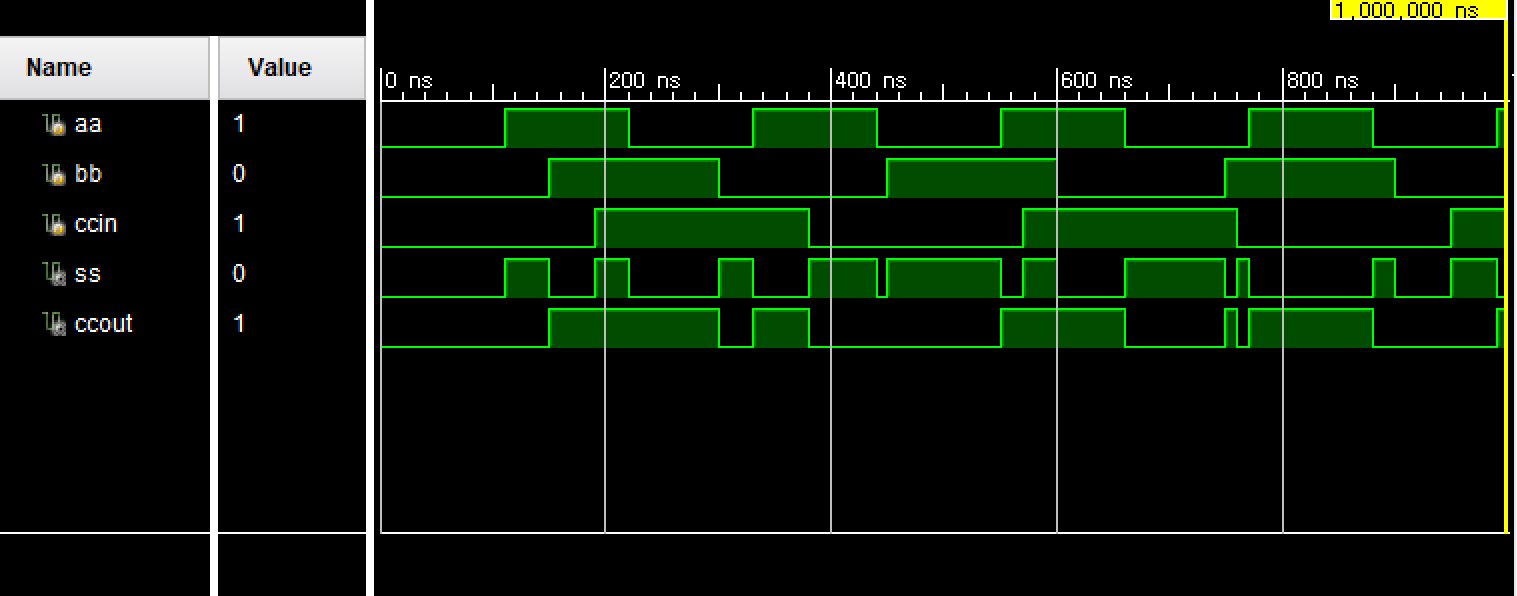 1,000,000 ns
Name Value
0 ns 200 ns 400 ns 600 ns 800 ns
aa 1
bb 0
ccin 1
ss 0
ccout 1